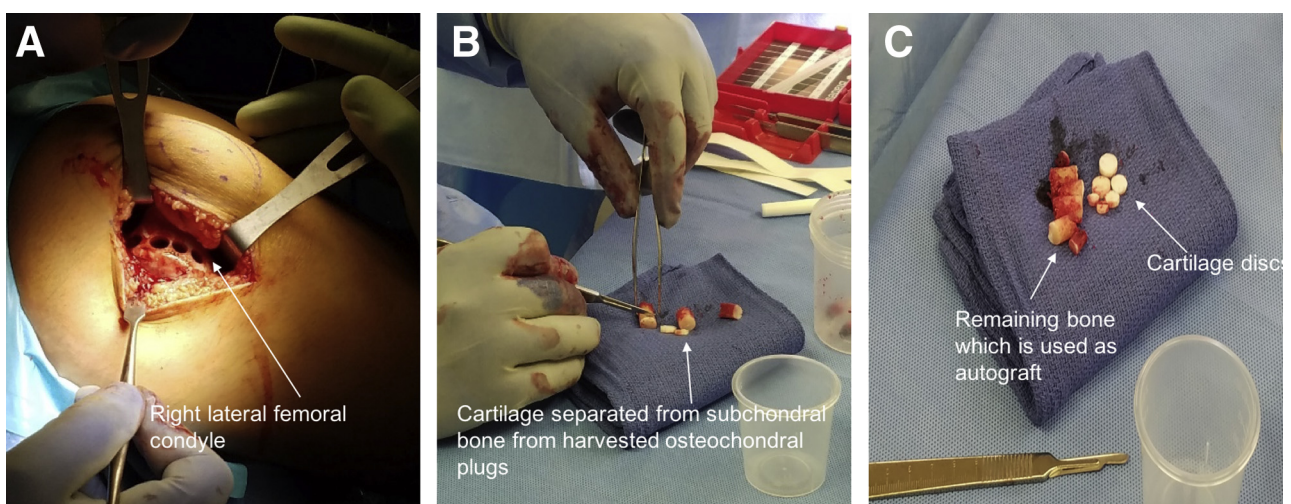 A
Right lateral femoral
condyle
B
Cartilage separated from subchondral
bone from harvested osteochondral
plugs
C
Cartilage discs
Remaining bone
which is used as
autograft